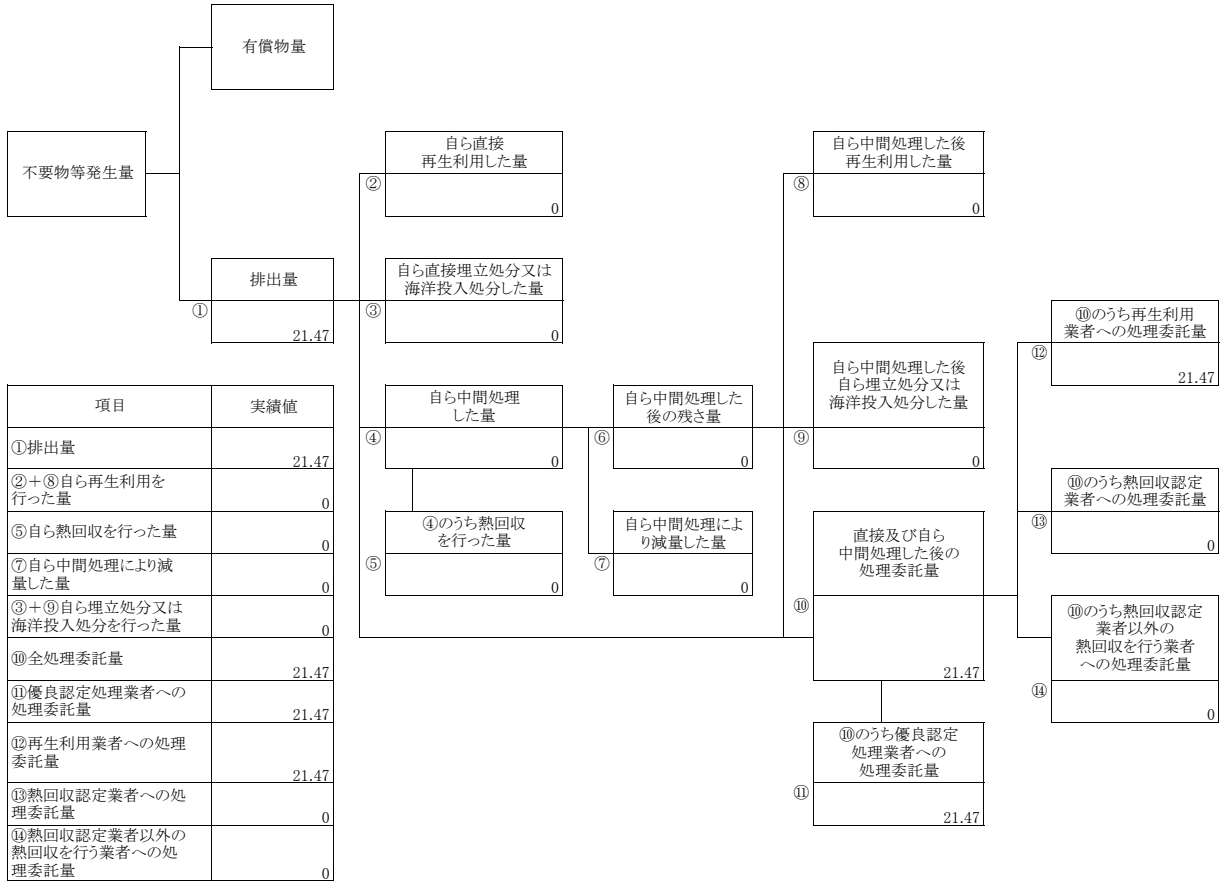 有償物量
不要物等発生量
自ら直接
再生利用した量
②
0
自ら中間処理した後
再生利用した量
⑧
0
排出量
①
21.47
自ら直接埋立処分又は
海洋投入処分した量
③
0
⑩のうち再生利用
業者への処理委託量
⑫
21.47
自ら中間処理した後
自ら埋立処分又は
海洋投入処分した量
⑨
0
自ら中間処理
した量
④
0
自ら中間処理した
後の残さ量
⑥
0
⑩のうち熱回収認定
業者への処理委託量
⑬
0
④のうち熱回収
を行った量
⑤
0
自ら中間処理によ
り減量した量
⑦
0
直接及び自ら
中間処理した後の
処理委託量
⑩
21.47
⑩のうち熱回収認定
業者以外の
熱回収を行う業者
への処理委託量
⑭
0
⑩のうち優良認定
処理業者への
処理委託量
⑪
21.47
項目 実績値
①排出量
21.47
②+⑧自ら再生利用を
行った量
0
⑤自ら熱回収を行った量
0
⑦自ら中間処理により減
量した量
0
③+⑨自ら埋立処分又は
海洋投入処分を行った量
0
⑩全処理委託量
21.47
⑪優良認定処理業者への
処理委託量
21.47
⑫再生利用業者への処理
委託量
21.47
⑬熱回収認定業者への処
理委託量
0
⑭熱回収認定業者以外の
熱回収を行う業者への処
理委託量
0